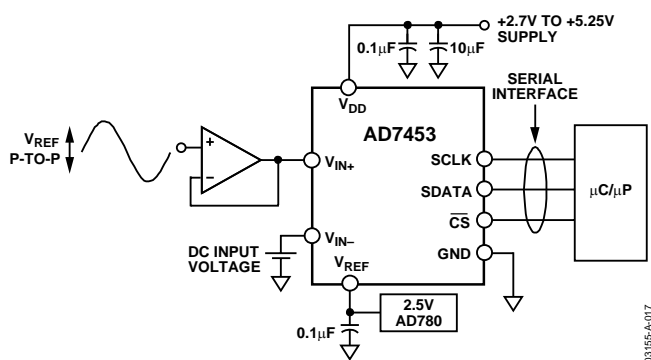 +2.7V TO +5.25V
SUPPLY
0.1µF
10µF
SERIAL
INTERFACE
V_DD
AD7453
V_REF
P-TO-P
+
−
V_IN+
SCLK
SDATA
µC/µP
C̅S̅
V_IN−
GND
DC INPUT
VOLTAGE
V_REF
2.5V
AD780
0.1µF
03155-A-017